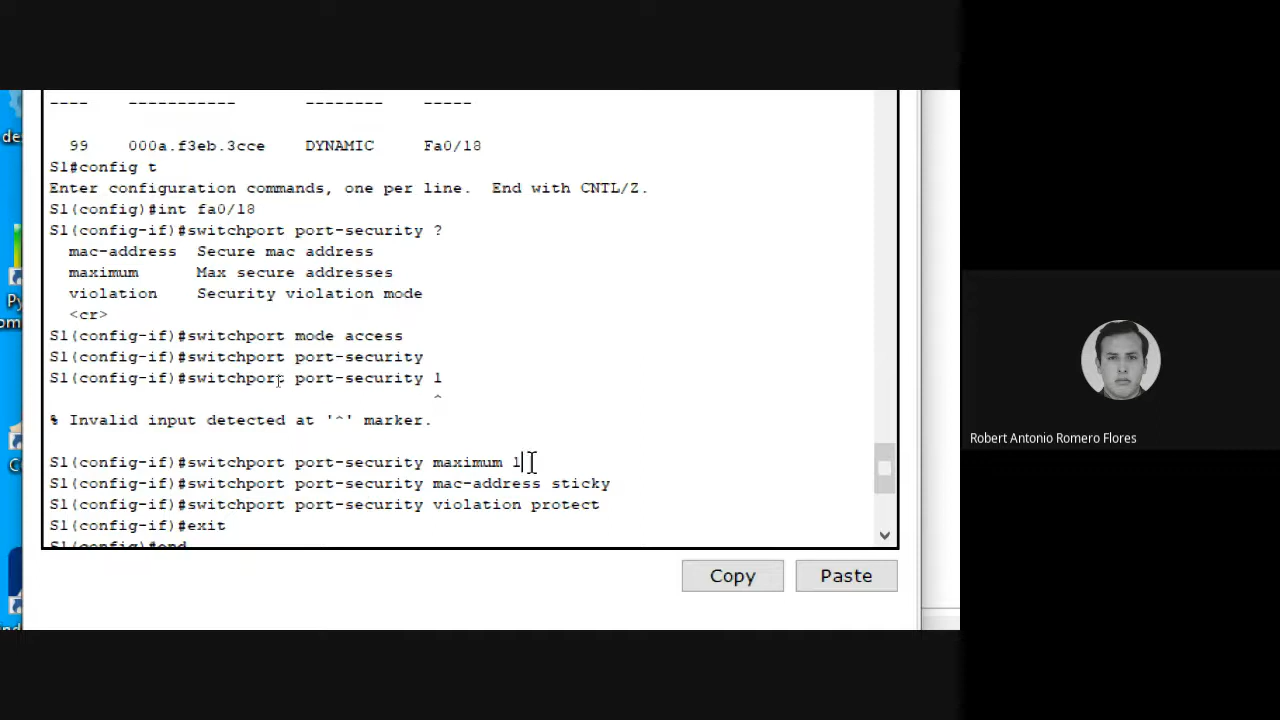 ----    -----------       --------    -----
99    000a.f3eb.3cce    DYNAMIC     Fa0/18
S1#config t
Enter configuration commands, one per line.  End with CNTL/Z.
S1(config)#int fa0/18
S1(config-if)#switchport port-security ?
mac-address  Secure mac address
maximum      Max secure addresses
violation    Security violation mode
<cr>
S1(config-if)#switchport mode access
S1(config-if)#switchport port-security
S1(config-if)#switchport port-security 1
^
% Invalid input detected at '^' marker.
S1(config-if)#switchport port-security maximum 1
S1(config-if)#switchport port-security mac-address sticky
S1(config-if)#switchport port-security violation protect
S1(config-if)#exit
S1(config)#end
Copy
Paste
Robert Antonio Romero Flores